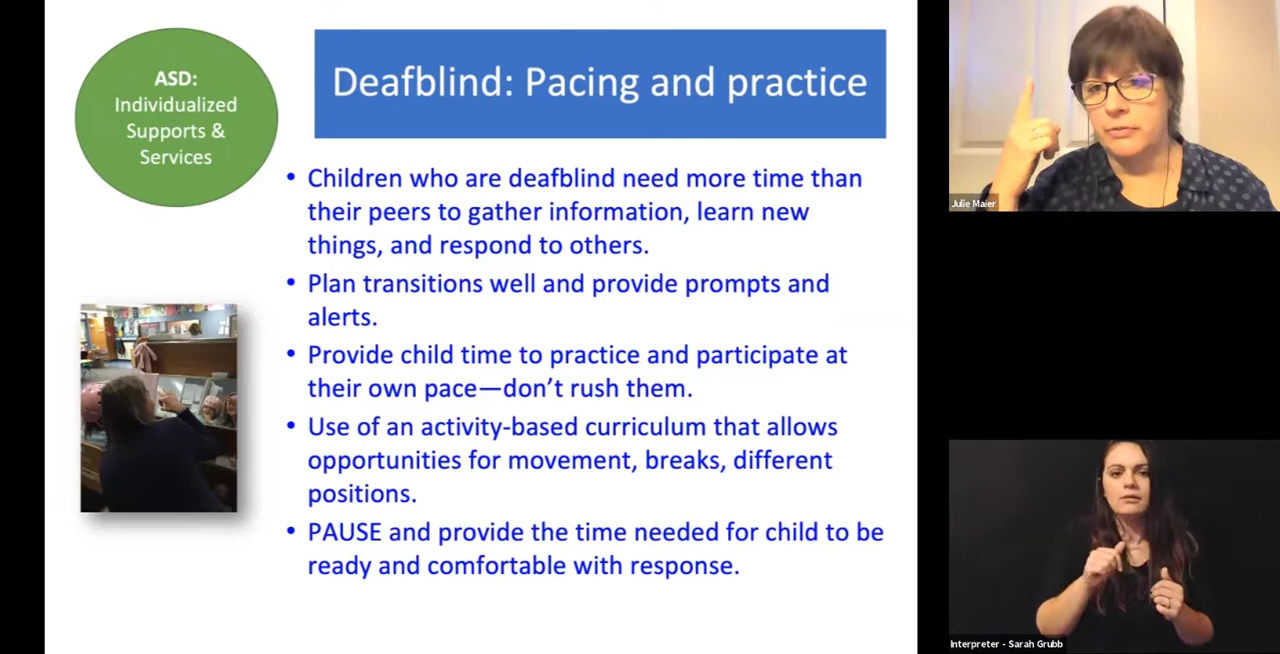 ASD:
Individualized
Supports &
Services
Deafblind: Pacing and practice
• Children who are deafblind need more time than
their peers to gather information, learn new
things, and respond to others.
• Plan transitions well and provide prompts and
alerts.
• Provide child time to practice and participate at
their own pace—don’t rush them.
• Use of an activity-based curriculum that allows
opportunities for movement, breaks, different
positions.
• PAUSE and provide the time needed for child to be
ready and comfortable with response.
Julie Maier
Interpreter - Sarah Grubb